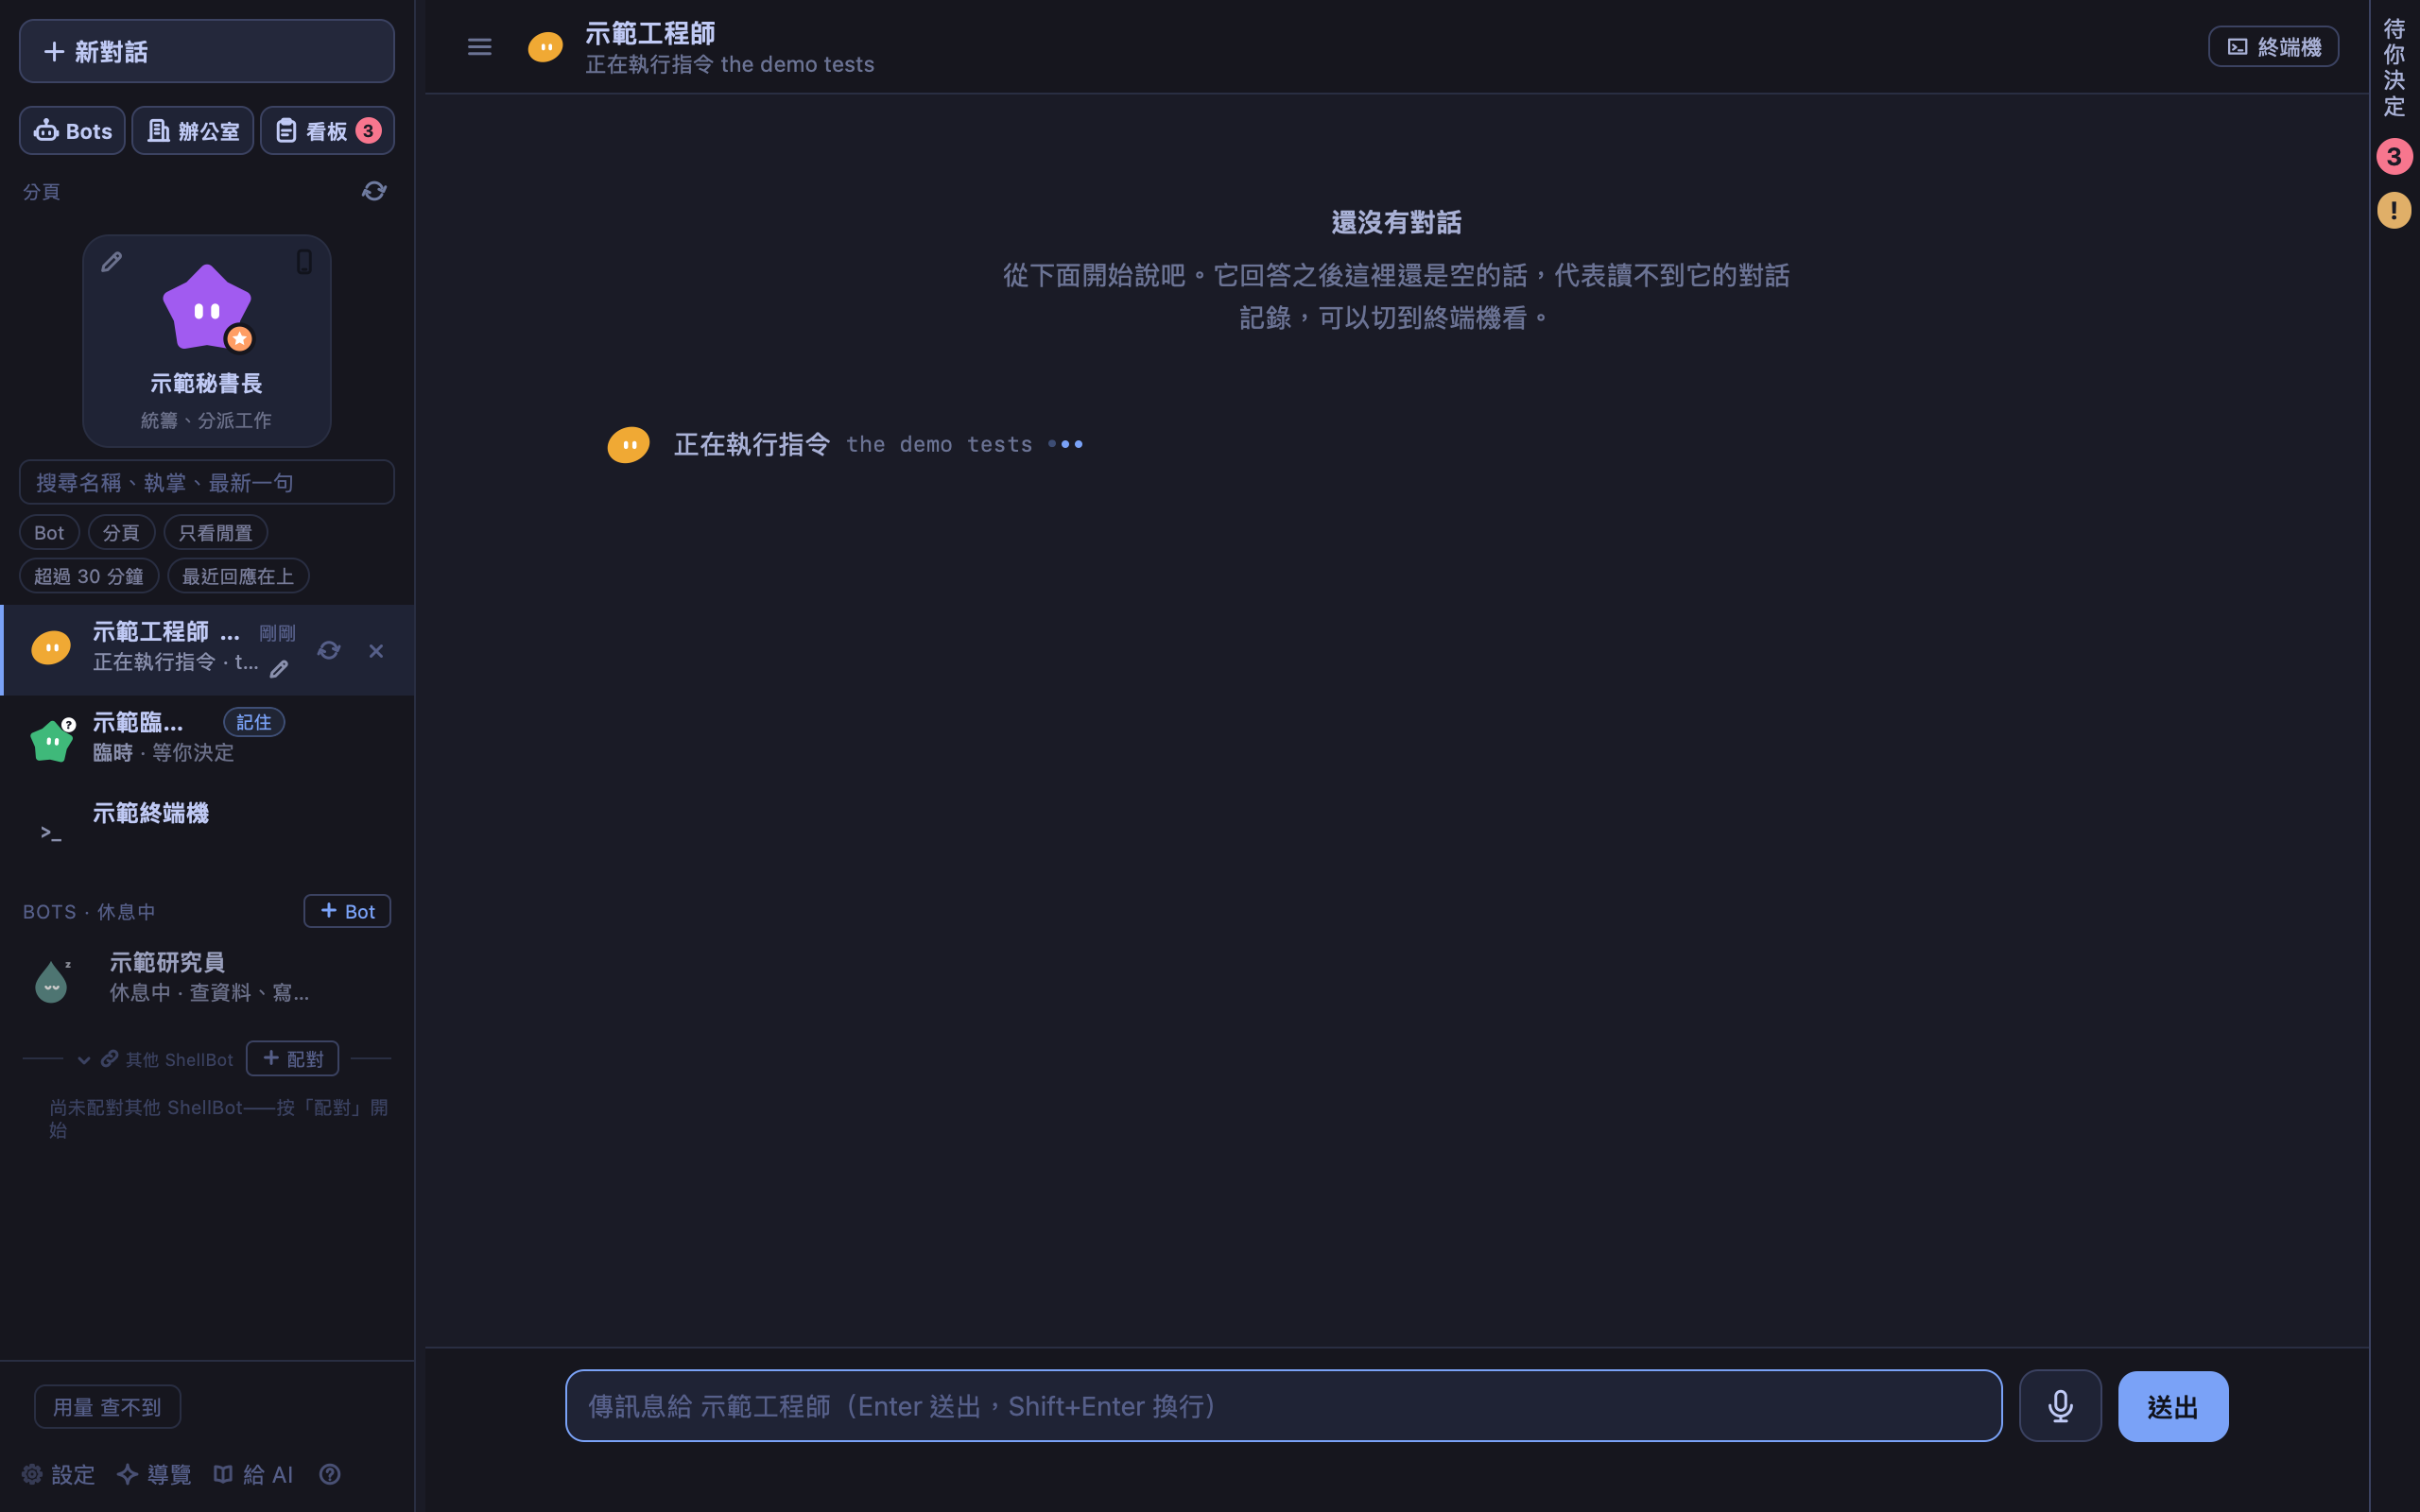 新對話
Bots
辦公室
看板 3
分頁
示範秘書長
統籌、分派工作
搜尋名稱、執掌、最新一句
Bot
分頁
只看閒置
超過 30 分鐘
最近回應在上
示範工程師 ...
剛剛
正在執行指令 · t...
示範臨...
記住
臨時 · 等你決定
>_
示範終端機
BOTS · 休息中
+ Bot
z
示範研究員
休息中 · 查資料、寫...
其他 ShellBot
+ 配對
尚未配對其他 ShellBot——按「配對」開
始
用量 查不到
設定
導覽
給 AI
示範工程師
正在執行指令 the demo tests
終端機
還沒有對話
從下面開始說吧。它回答之後這裡還是空的話，代表讀不到它的對話
記錄，可以切到終端機看。
正在執行指令 the demo tests
傳訊息給 示範工程師（Enter 送出，Shift+Enter 換行）
送出
待你決定
3
!